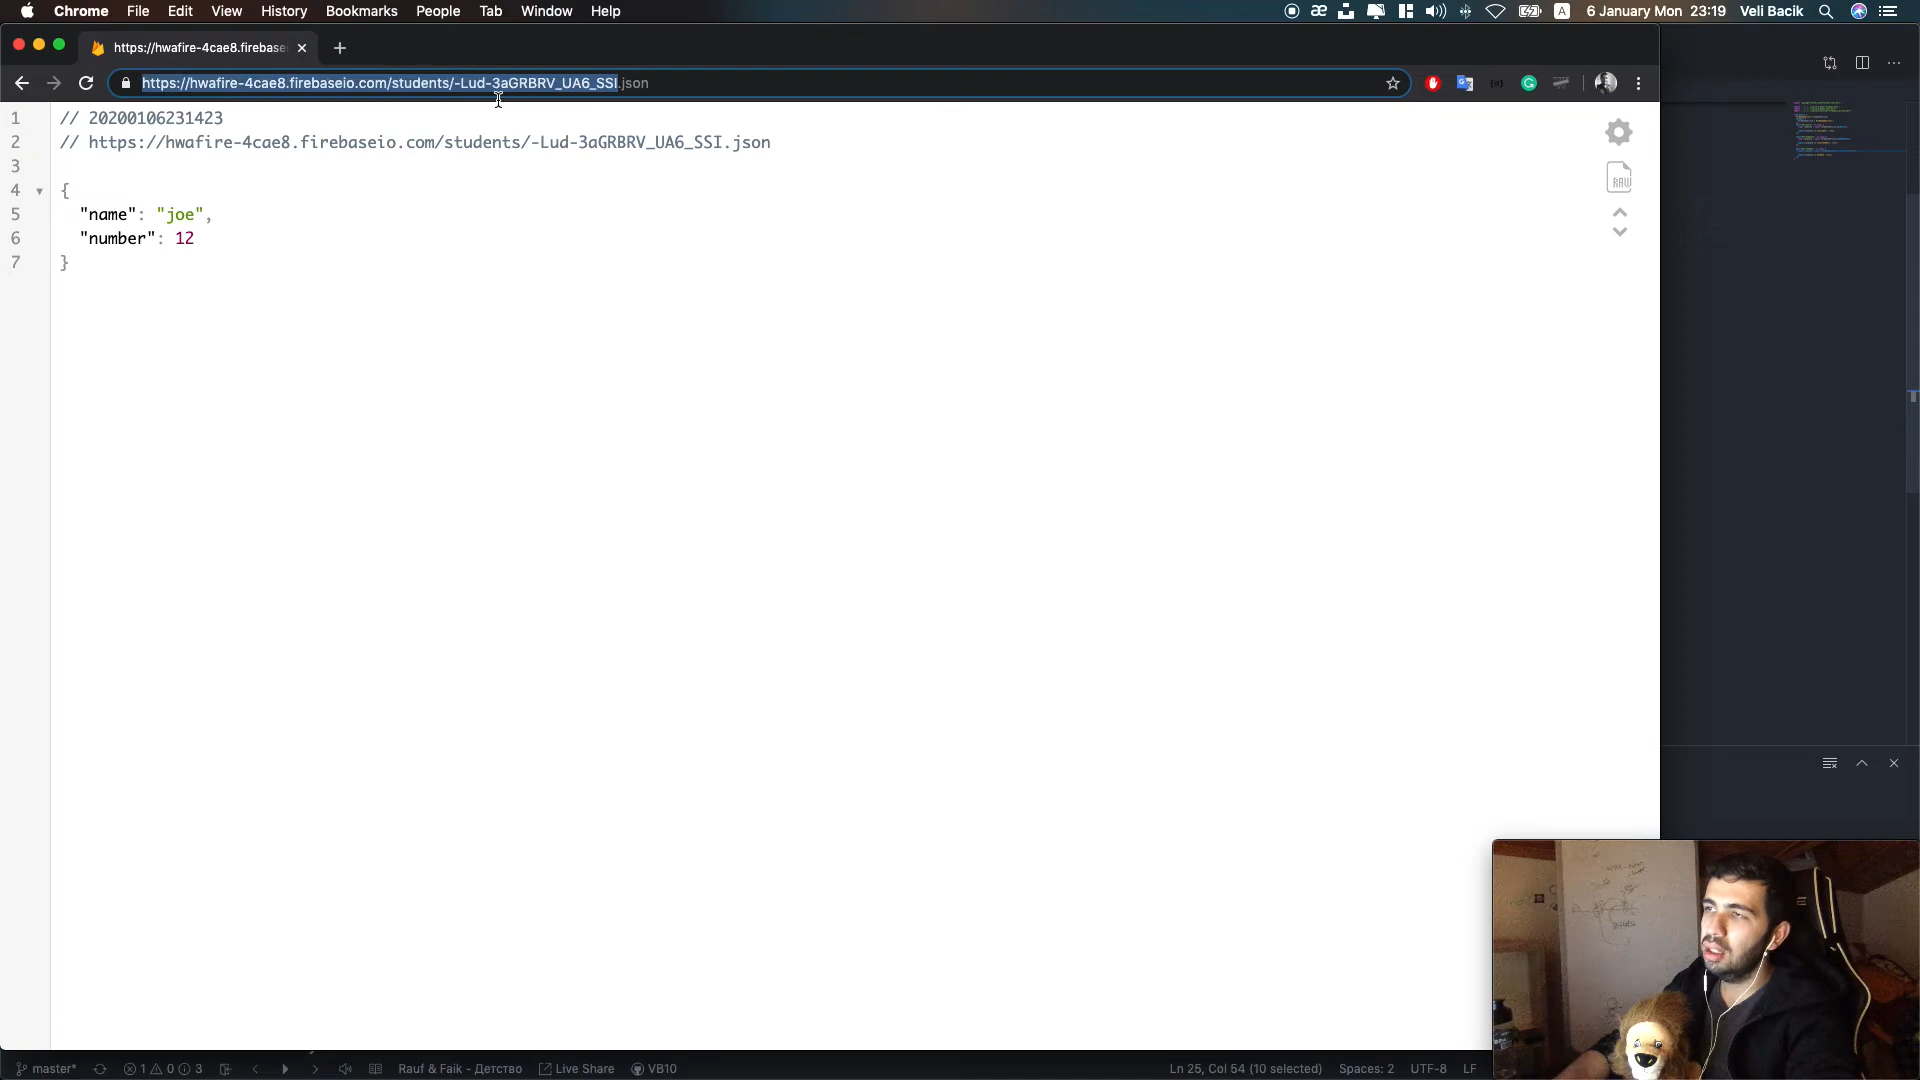 Chrome File Edit View History Bookmarks People Tab Window Help
A 6 January Mon 23:19 Veli Bacik
https://hwafire-4cae8.firebase
https://hwafire-4cae8.firebaseio.com/students/-Lud-3aGRBRV_UA6_SSI.json
1 // 20200106231423
2 // https://hwafire-4cae8.firebaseio.com/students/-Lud-3aGRBRV_UA6_SSI.json
3
4 {
5 "name": "joe",
6 "number": 12
7 }
RAW
master* 1 0 3 Rauf & Faik - Детство Live Share VB10 Ln 25, Col 54 (10 selected) Spaces: 2 UTF-8 LF